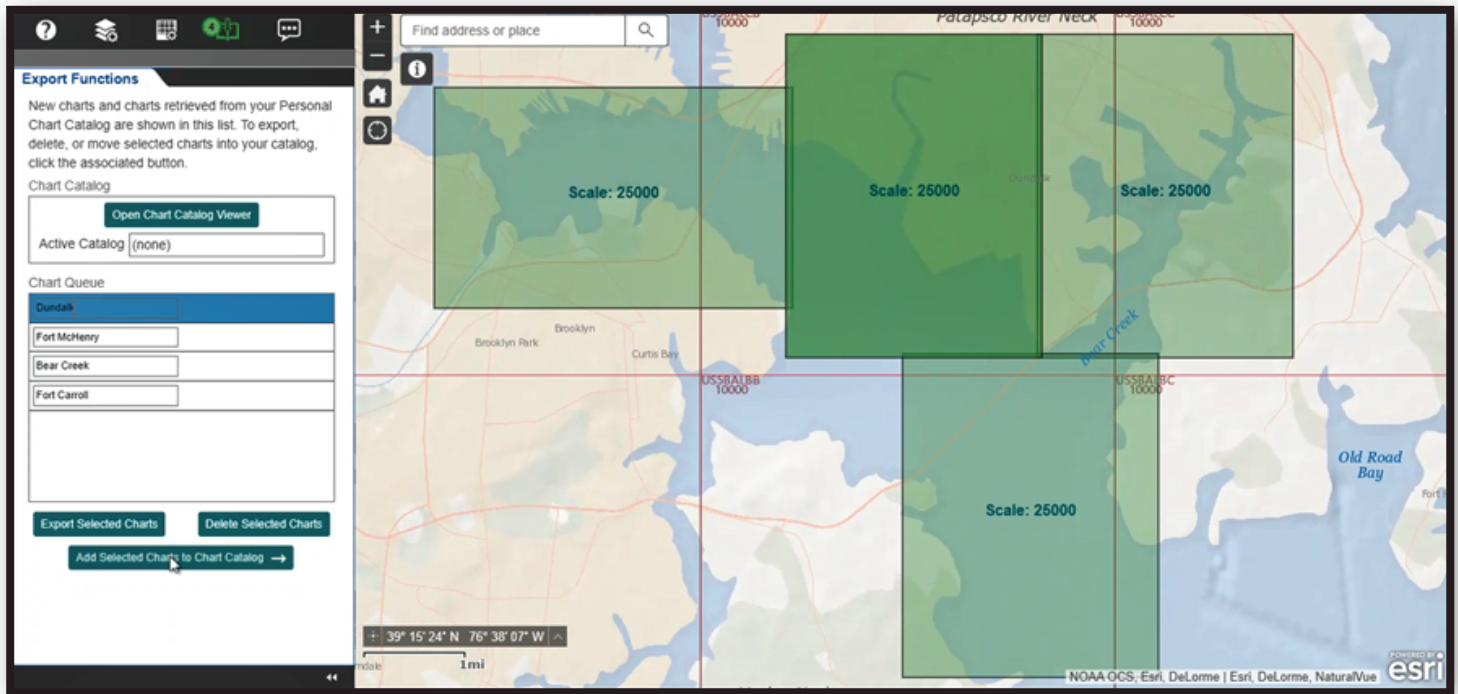 4
Export Functions
New charts and charts retrieved from your Personal
Chart Catalog are shown in this list. To export,
delete, or move selected charts into your catalog,
click the associated button.
Chart Catalog
Open Chart Catalog Viewer
Active Catalog (none)
Chart Queue
Dundalk
Fort McHenry
Bear Creek
Fort Carroll
Export Selected Charts
Delete Selected Charts
Add Selected Charts to Chart Catalog →
+
−
Find address or place
10000
Patapsco River Neck
10000
Scale: 25000
Scale: 25000
Dundalk
Scale: 25000
Brooklyn
Brooklyn Park
Curtis Bay
Bear Creek
US5BALBB
10000
US5BALBC
10000
Old Road
Bay
Scale: 25000
39° 15' 24" N 76° 38' 07" W
1mi
NOAA OCS, Esri, DeLorme | Esri, DeLorme, NaturalVue
POWERED BY
esri